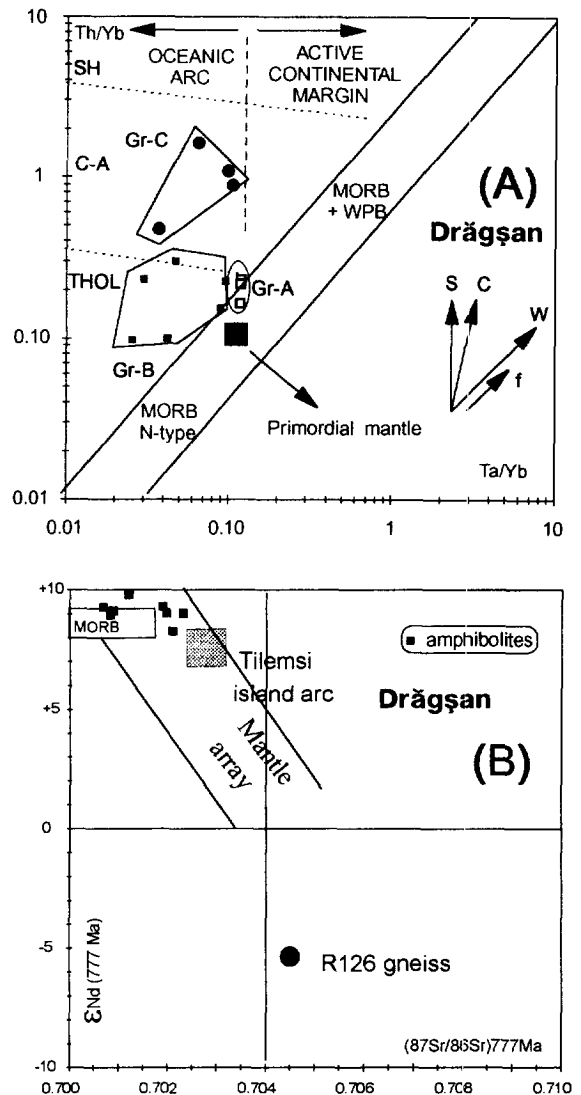 10
Th/Yb
OCEANIC
ARC
ACTIVE
CONTINENTAL
MARGIN
SH
Gr-C
C-A
1
MORB
+ WPB
(A)
Drăgşan
THOL
Gr-A
S
C
W
f
0.10
Gr-B
MORB
N-type
Primordial mantle
Ta/Yb
0.01
0.01
0.10
1
10
+10
MORB
amphibolites
Tilemsi
island arc
Drăgşan
+5
Mantle
array
(B)
0
εNd (777 Ma)
-5
R126 gneiss
(87Sr/86Sr)777Ma
-10
0.700
0.702
0.704
0.706
0.708
0.710